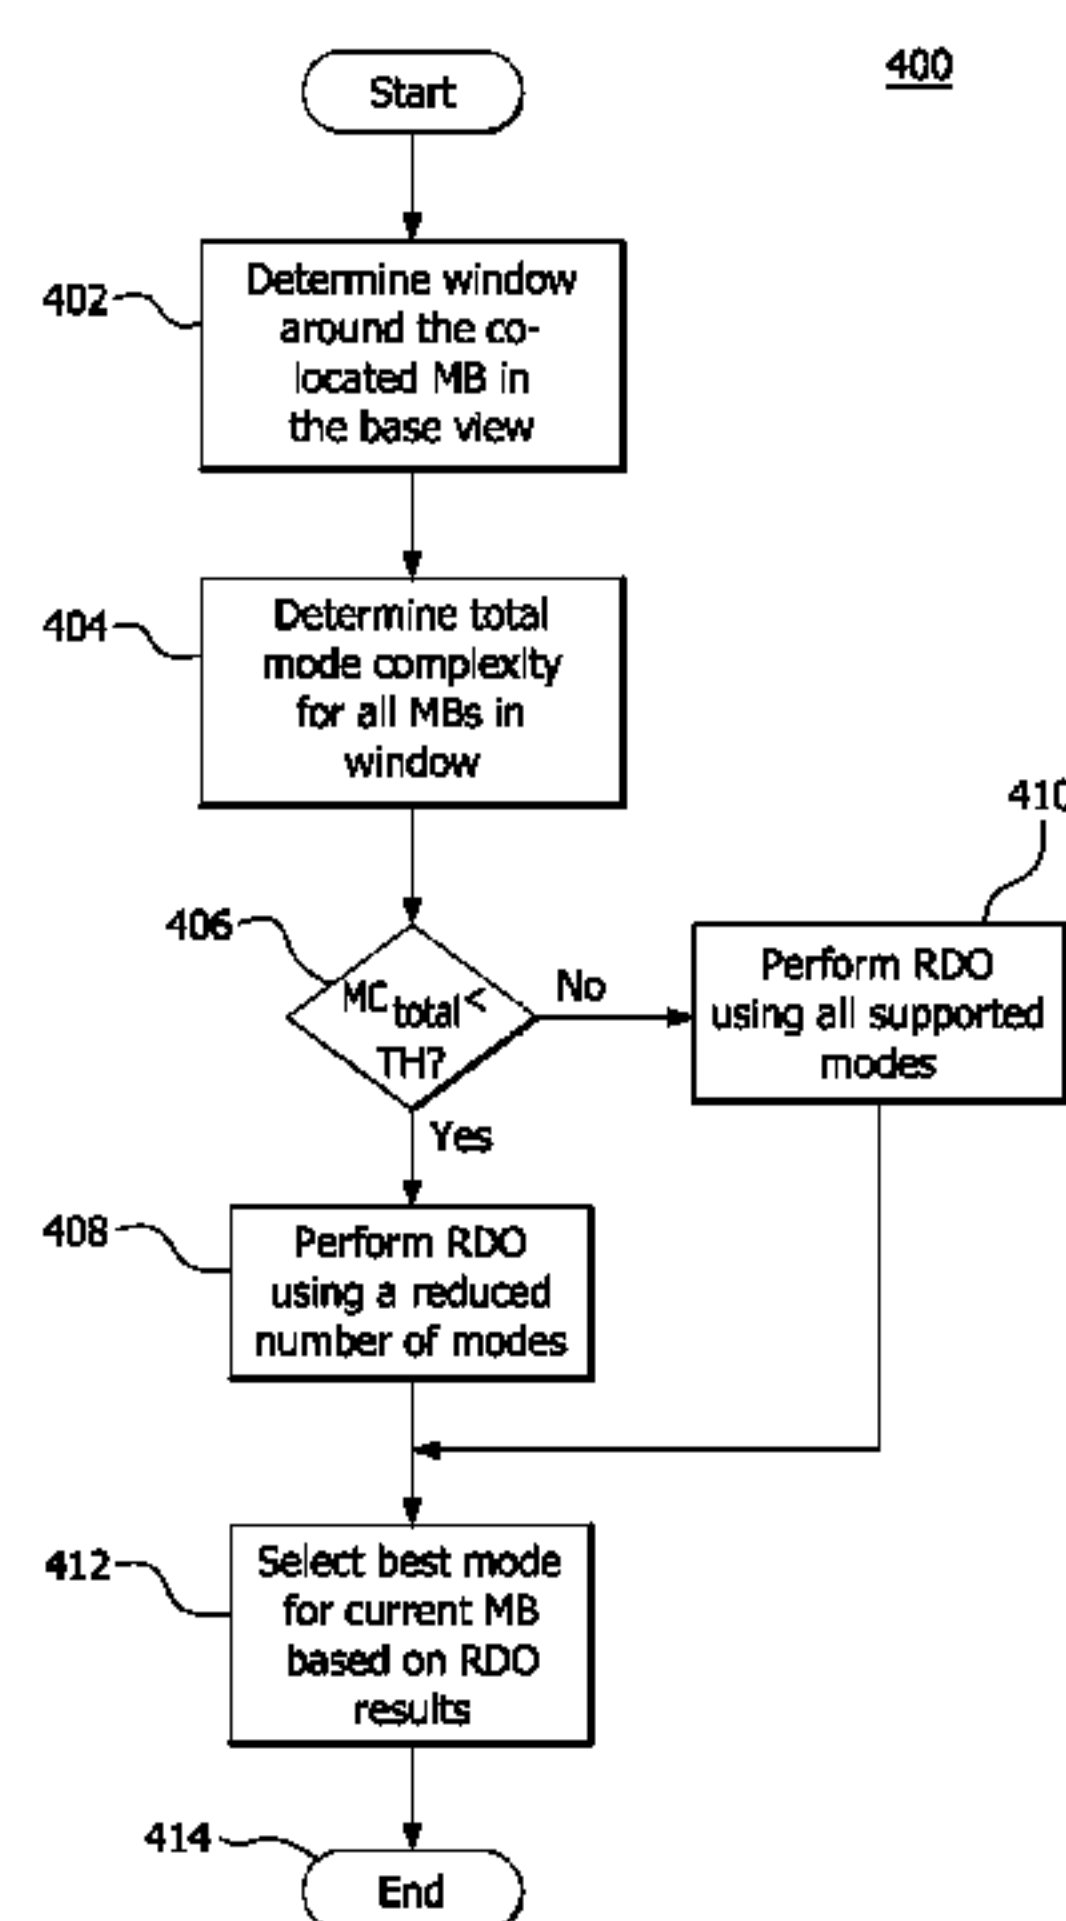 400
Start
402
Determine window
around the co-
located MB in
the base view
404
Determine total
mode complexity
for all MBs in
window
406
MCtotal<
TH?
No
Yes
410
Perform RDO
using all supported
modes
408
Perform RDO
using a reduced
number of modes
412
Select best mode
for current MB
based on RDO
results
414
End